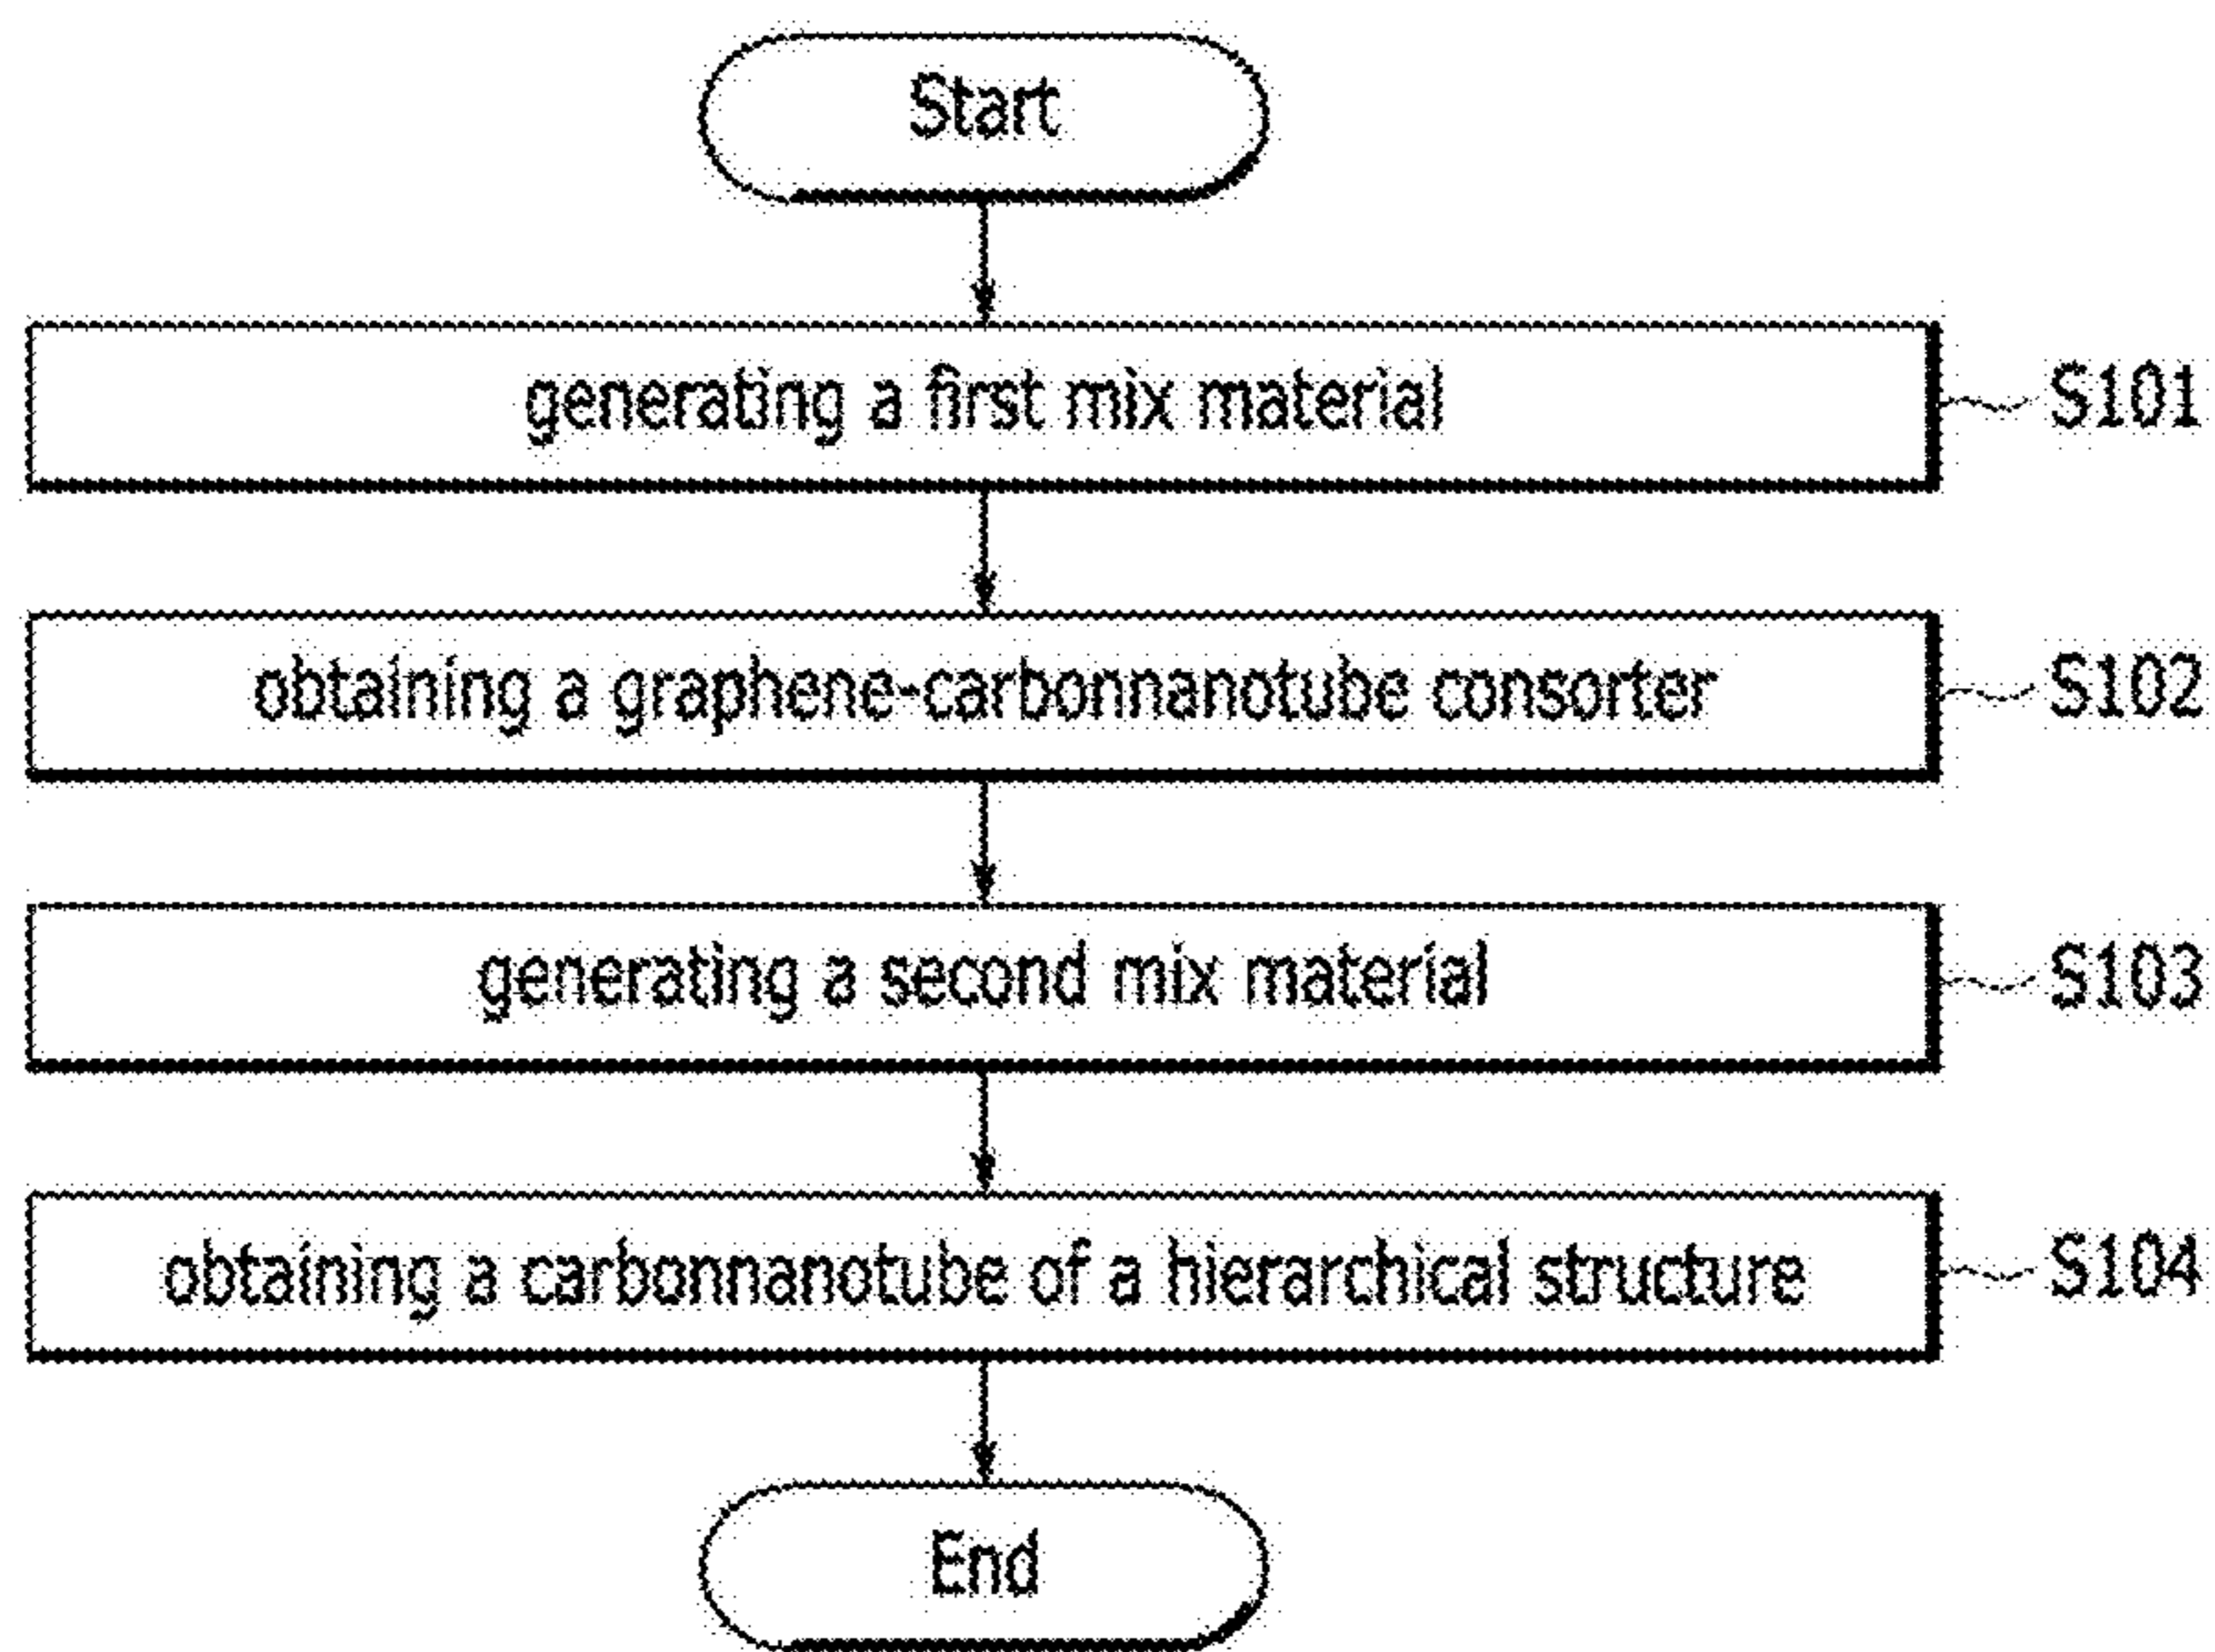 Start
generating a first mix material
S101
obtaining a graphene-carbonnanotube consorter
S102
generating a second mix material
S103
obtaining a carbonnanotube of a hierarchical structure
S104
End